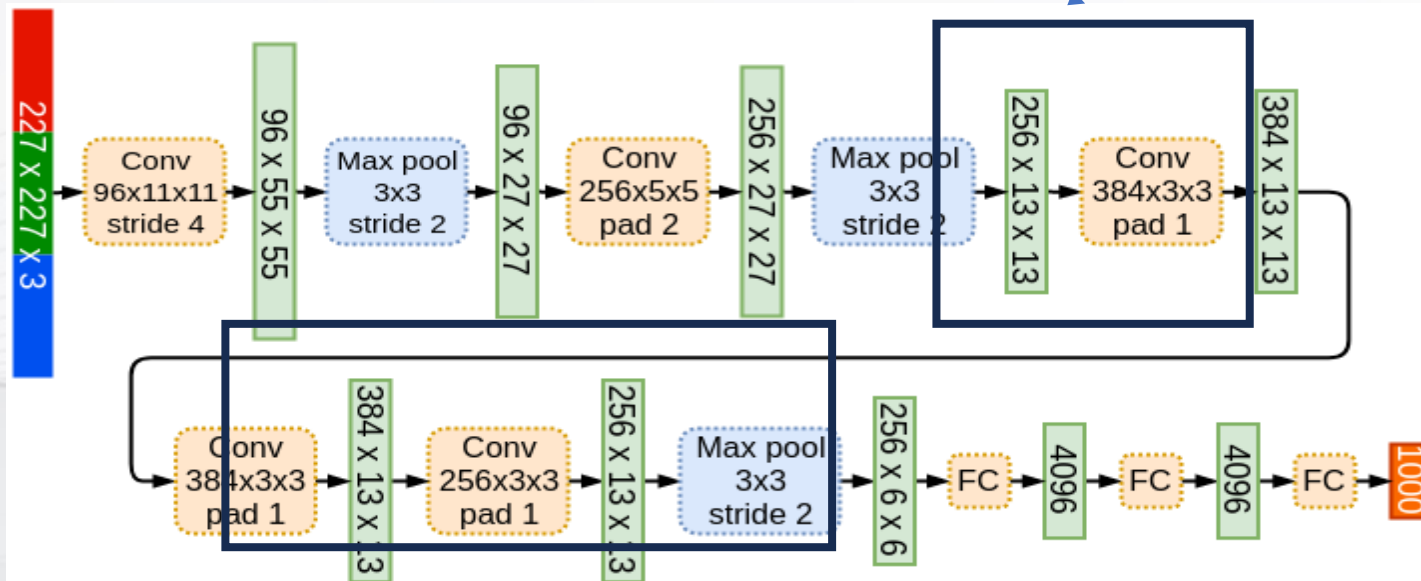 227 x 227 x 3
Conv
96x11x11
stride 4
96 x 55 x 55
Max pool
3x3
stride 2
96 x 27 x 27
Conv
256x5x5
pad 2
256 x 27 x 27
Max pool
3x3
stride 2
256 x 13 x 13
Conv
384x3x3
pad 1
384 x 13 x 13
Conv
384x3x3
pad 1
384 x 13 x 13
Conv
256x3x3
pad 1
256 x 13 x 13
Max pool
3x3
stride 2
256 x 6 x 6
FC
4096
FC
4096
FC
1000